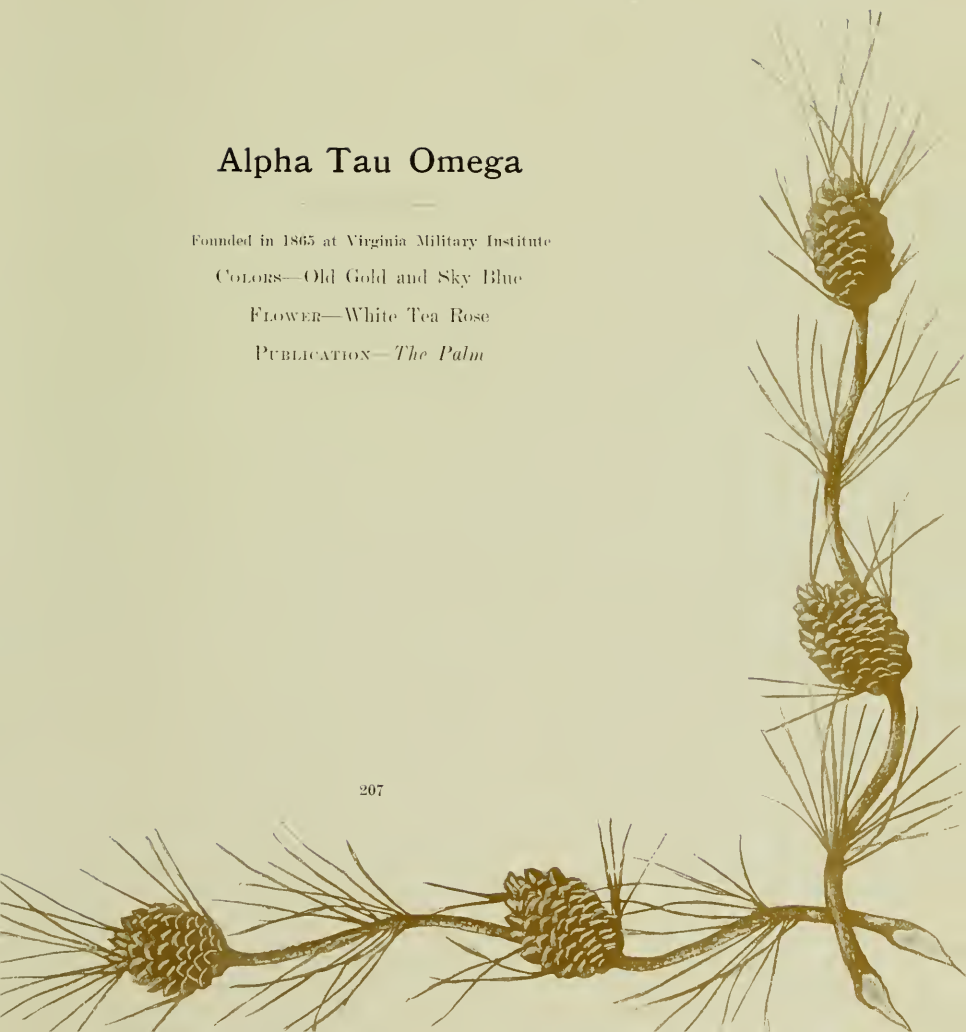 Alpha Tau Omega
Founded in 1865 at Virginia Military Institute
COLORS—Old Gold and Sky Blue
FLOWER—White Tea Rose
PUBLICATION—The Palm
207